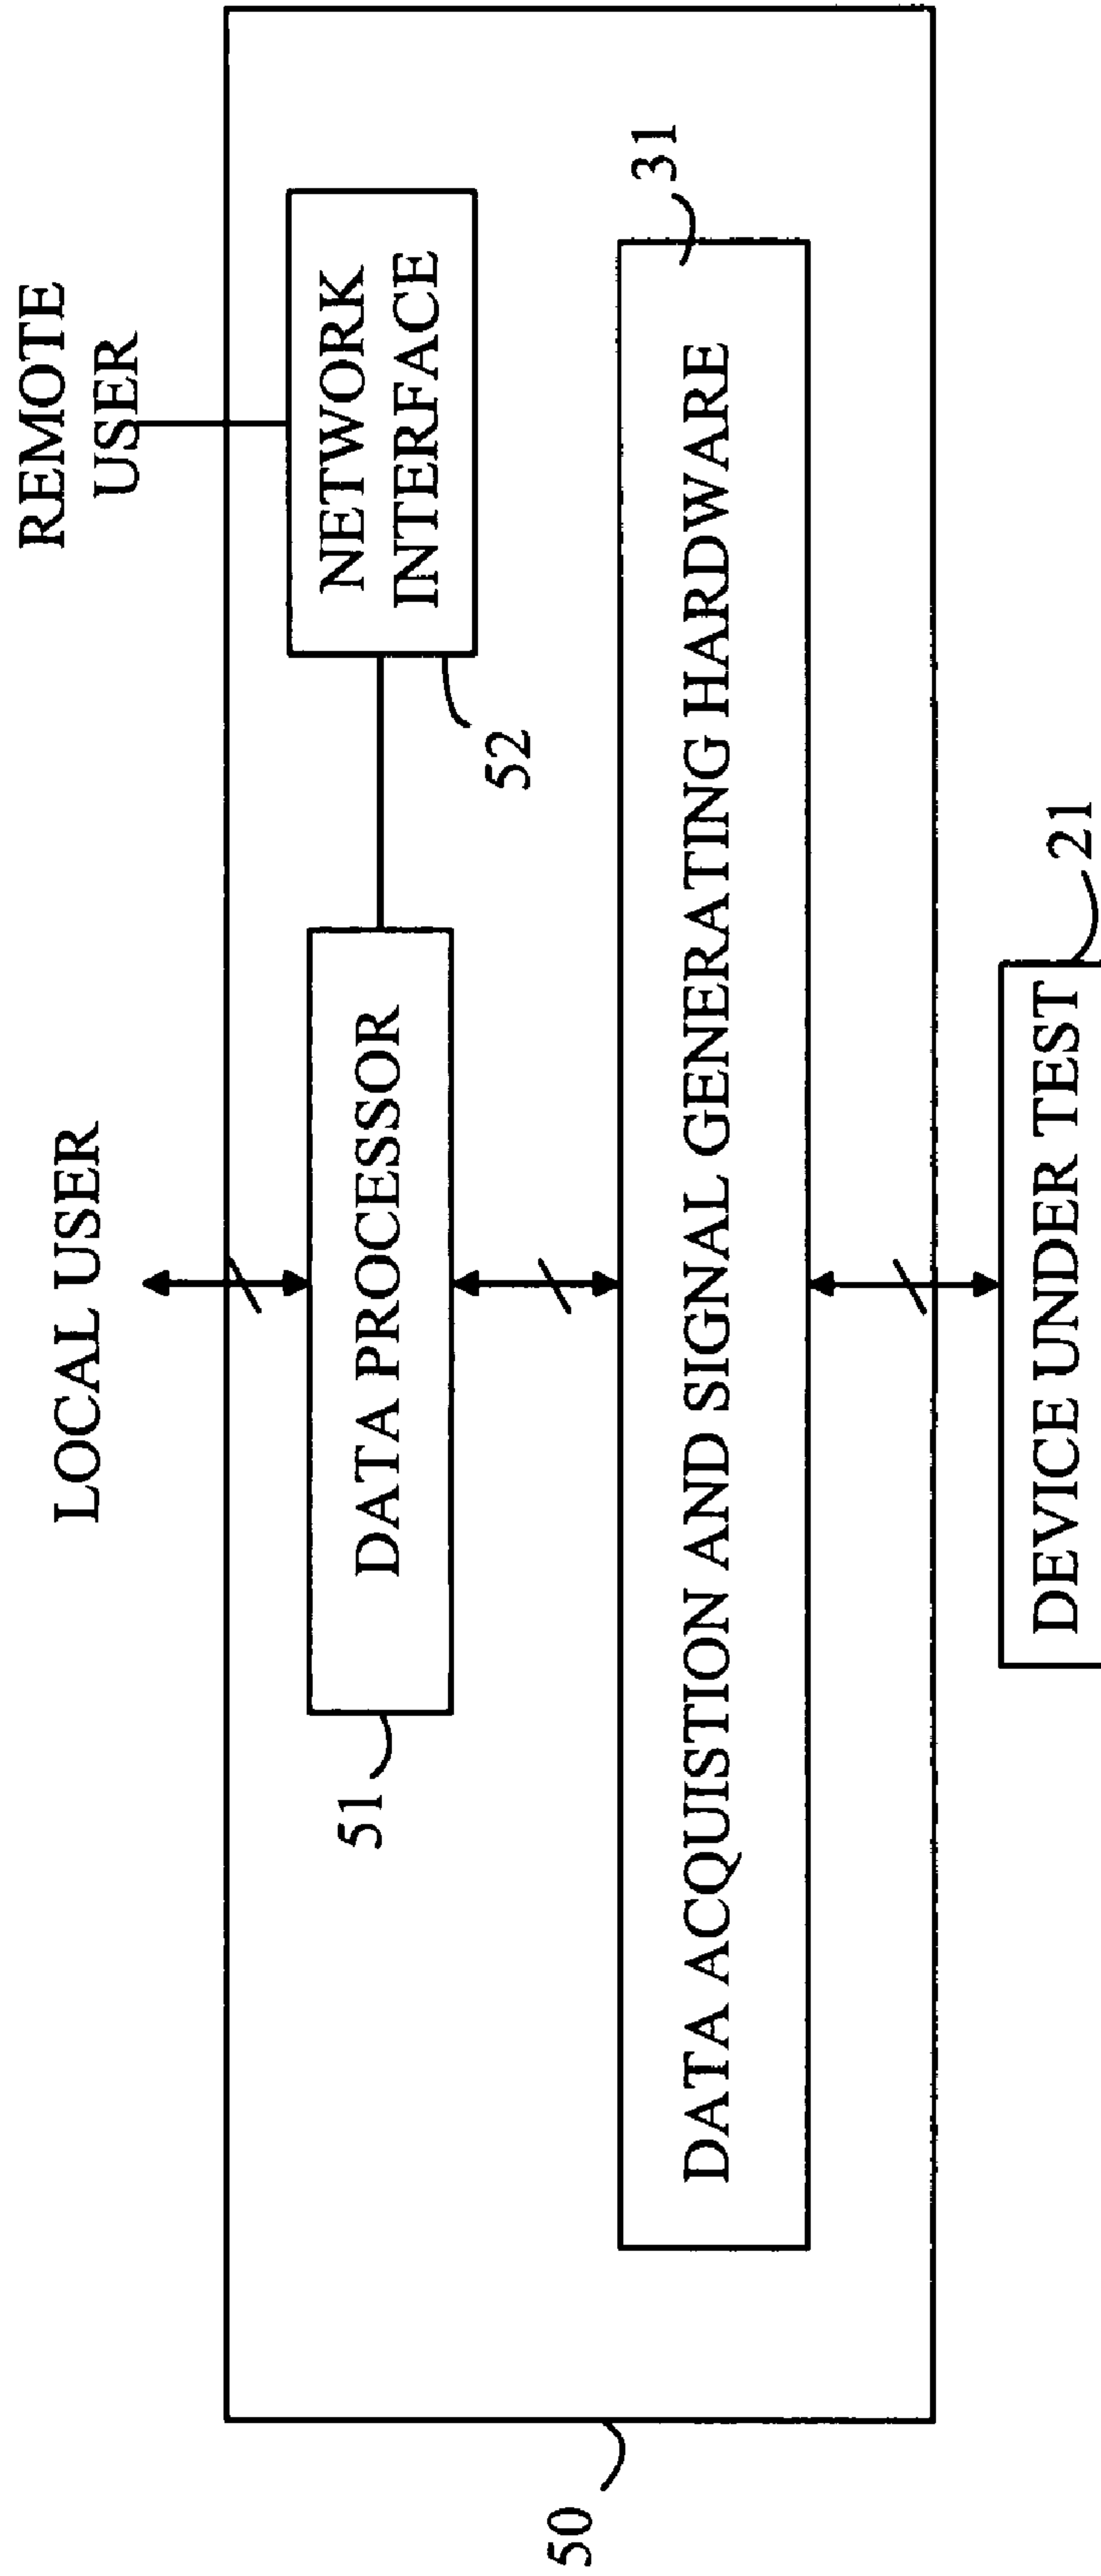 REMOTE
USER
LOCAL USER
NETWORK
INTERFACE
52
DATA PROCESSOR
51
31
DATA ACQUISTION AND SIGNAL GENERATING HARDWARE
50
21
DEVICE UNDER TEST